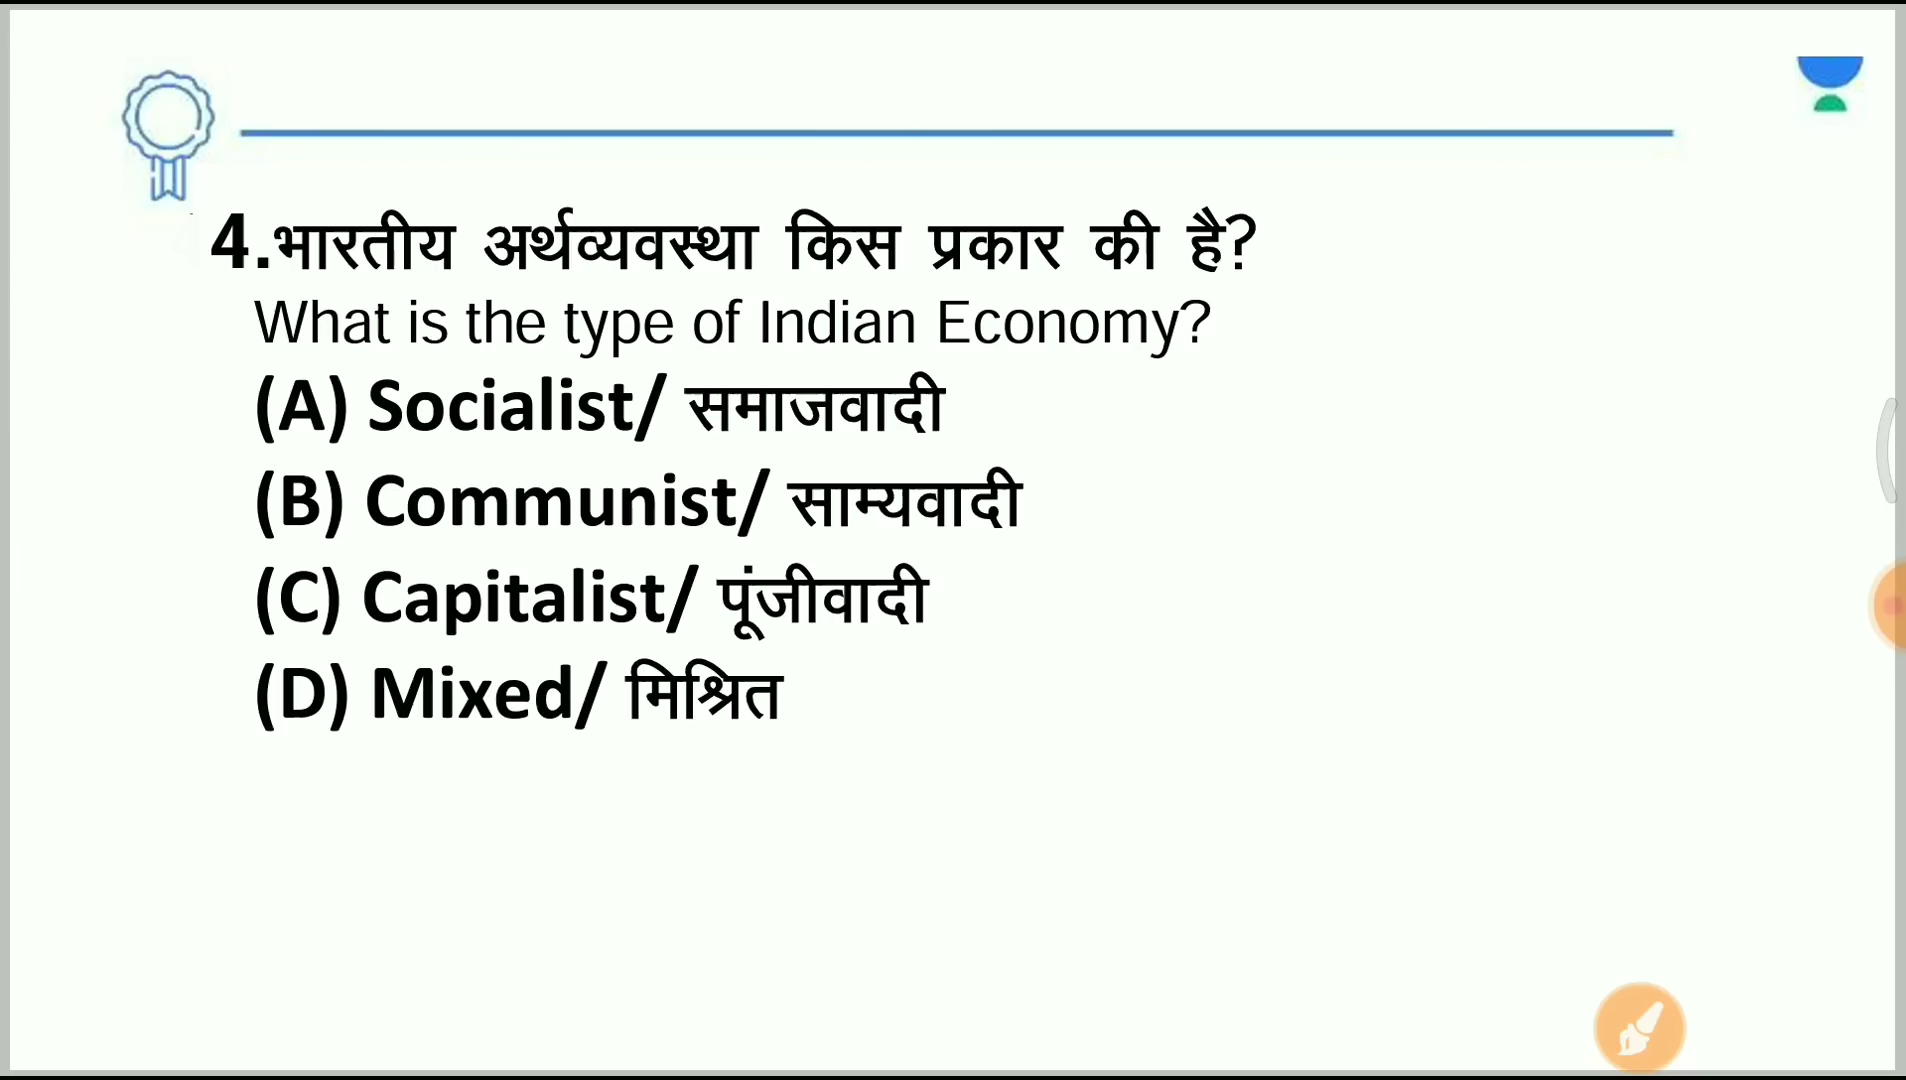 4.भारतीय अर्थव्यवस्था किस प्रकार की है?
What is the type of Indian Economy?
(A) Socialist/ समाजवादी
(B) Communist/ साम्यवादी
(C) Capitalist/ पूंजीवादी
(D) Mixed/ मिश्रित